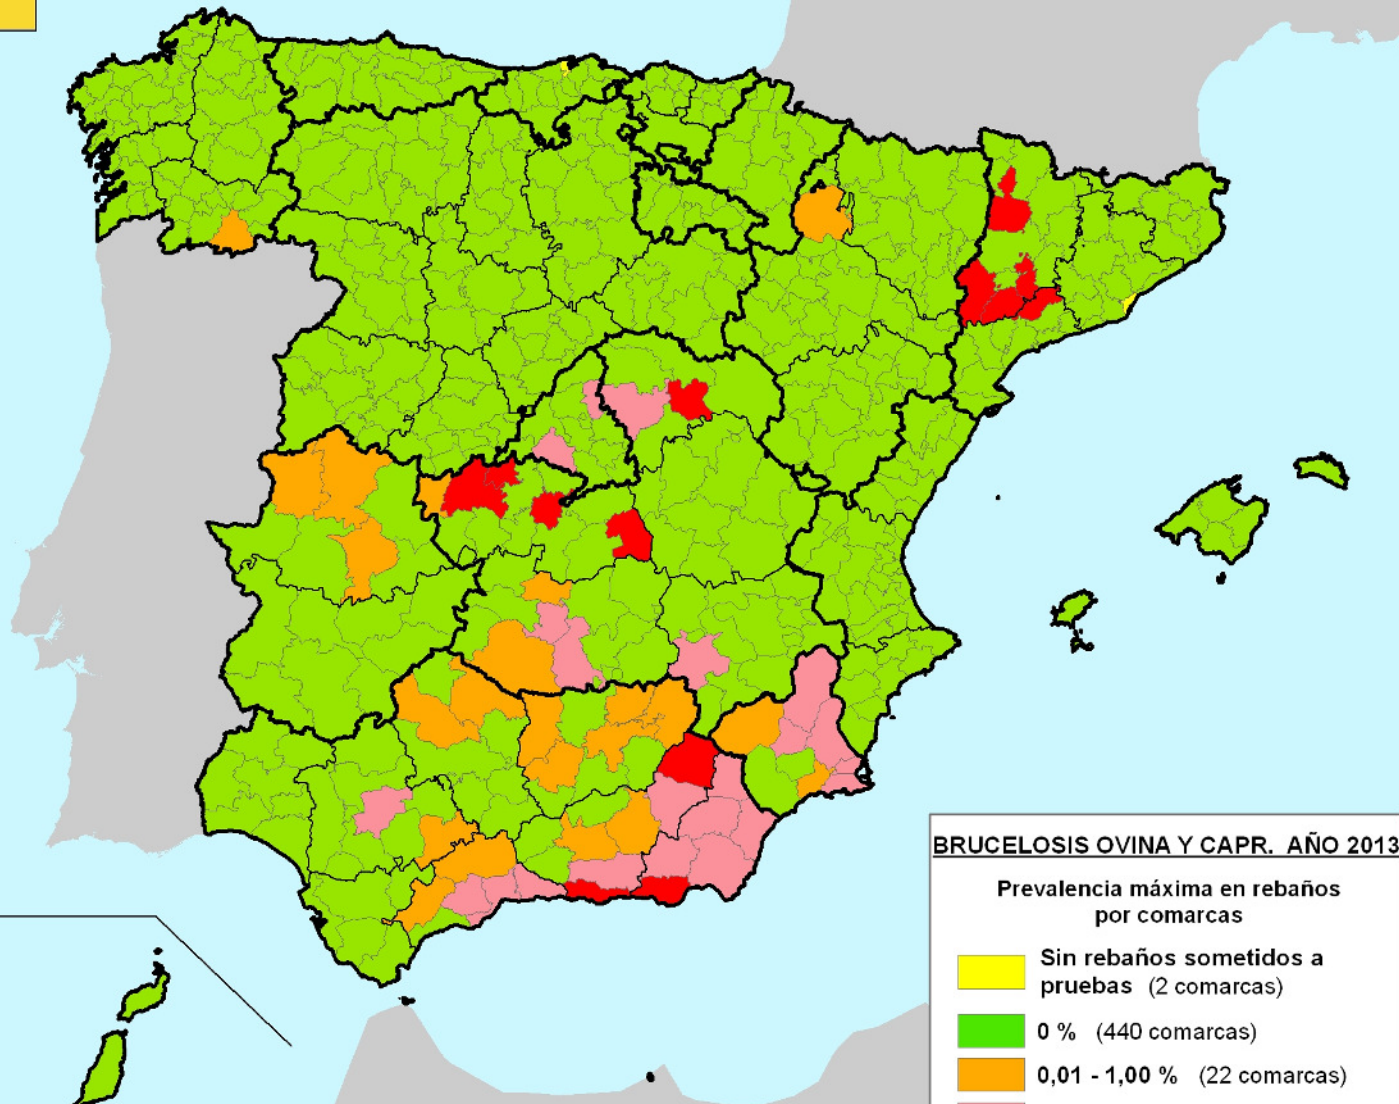 BRUCELOSIS OVINA Y CAPR. AÑO 2013
Prevalencia máxima en rebaños
por comarcas
Sin rebaños sometidos a
pruebas (2 comarcas)
0 % (440 comarcas)
0,01 - 1,00 % (22 comarcas)